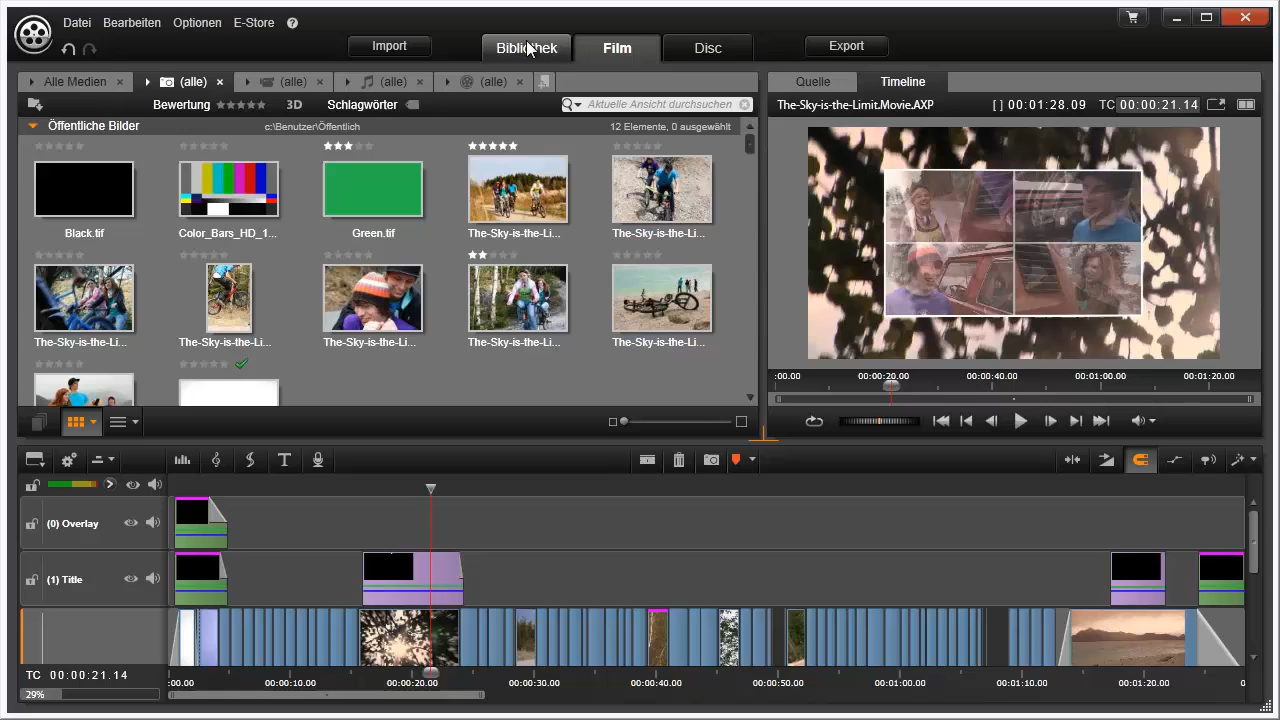 Datei Bearbeiten Optionen E-Store ?
Import Bibliothek Film Disc Export
Alle Medien (alle) (alle) (alle) (alle)
Quelle Timeline
Bewertung 3D Schlagwörter Aktuelle Ansicht durchsuchen
The-Sky-is-the-Limit.Movie.AXP [ ] 00:01:28.09 TC 00:00:21.14
Öffentliche Bilder c:\Benutzer\Öffentlich 12 Elemente, 0 ausgewählt
Black.tif Color_Bars_HD_1... Green.tif The-Sky-is-the-Li... The-Sky-is-the-Li...
The-Sky-is-the-Li... The-Sky-is-the-Li... The-Sky-is-the-Li... The-Sky-is-the-Li... The-Sky-is-the-Li...
:00.00 00:00:20.00 00:00:40.00 00:01:00.00 00:01:20.00
(0) Overlay
(1) Title
TC 00:00:21.14
:00.00 00:00:10.00 00:00:20.00 00:00:30.00 00:00:40.00 00:00:50.00 00:01:00.00 00:01:10.00 00:01:20.00
29%